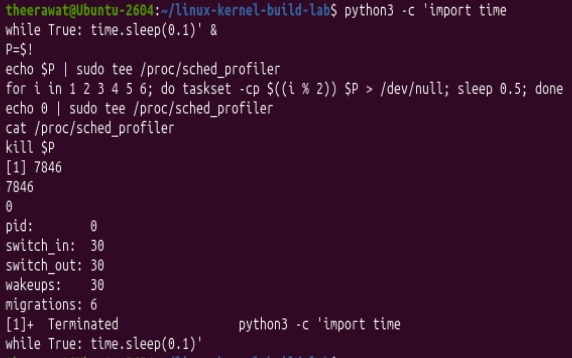 theerawat@Ubuntu-2604:~/linux-kernel-build-lab$ python3 -c 'import time
while True: time.sleep(0.1)' &
P=$!
echo $P | sudo tee /proc/sched_profiler
for i in 1 2 3 4 5 6; do taskset -cp $((i % 2)) $P > /dev/null; sleep 0.5; done
echo 0 | sudo tee /proc/sched_profiler
cat /proc/sched_profiler
kill $P
[1] 7846
7846
0
pid:        0
switch_in:  30
switch_out: 30
wakeups:    30
migrations: 6
[1]+  Terminated              python3 -c 'import time
while True: time.sleep(0.1)'